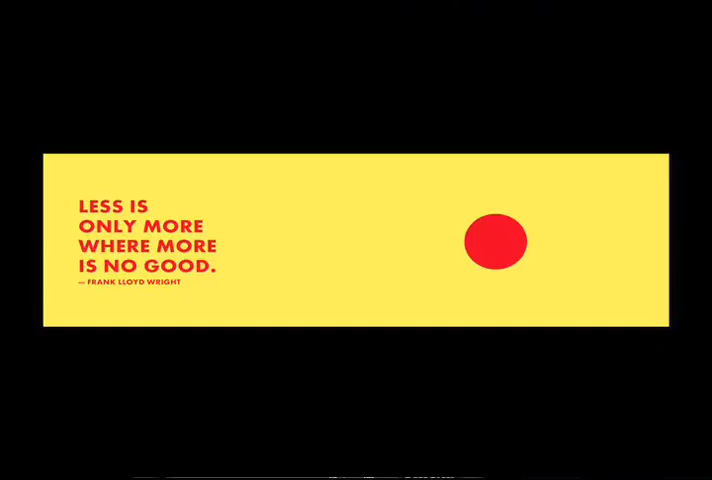 LESS IS
ONLY MORE
WHERE MORE
IS NO GOOD.
— FRANK LLOYD WRIGHT